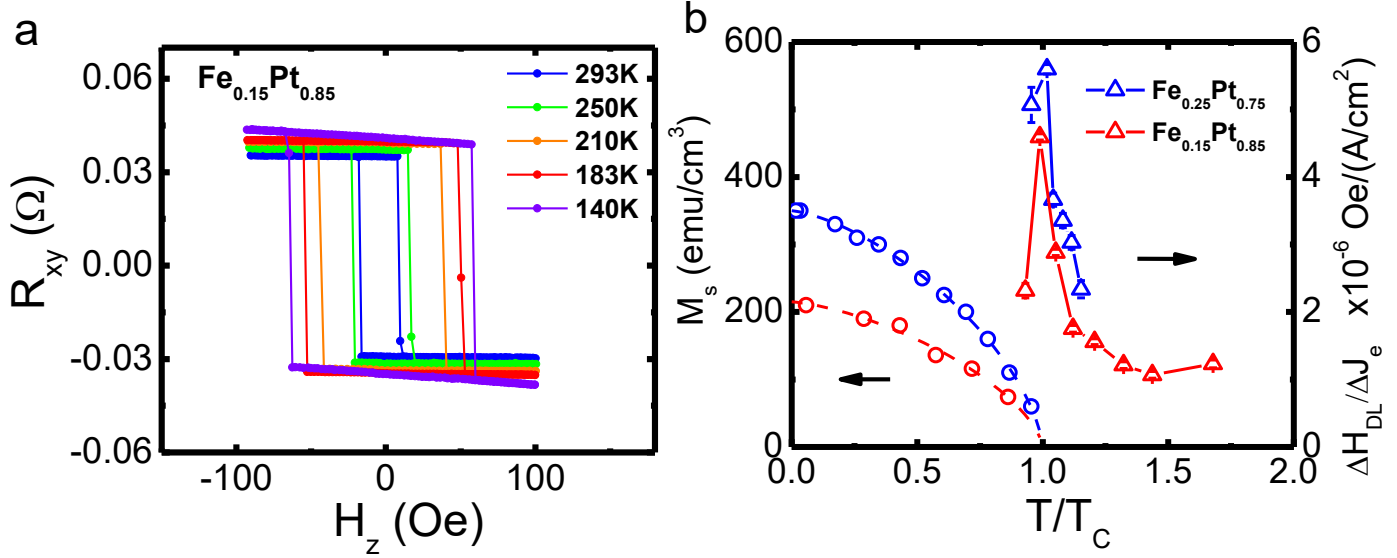 a
Fe0.15Pt0.85
293K
250K
210K
183K
140K
0.06
0.03
0.00
-0.03
-0.06
Rxy (Ω)
-100
0
100
Hz (Oe)
b
Fe0.25Pt0.75
Fe0.15Pt0.85
600
400
200
0
Ms (emu/cm3)
6
4
2
0
ΔHDL/ΔJe x10-6 Oe/(A/cm2)
0.0
0.5
1.0
1.5
2.0
T/TC